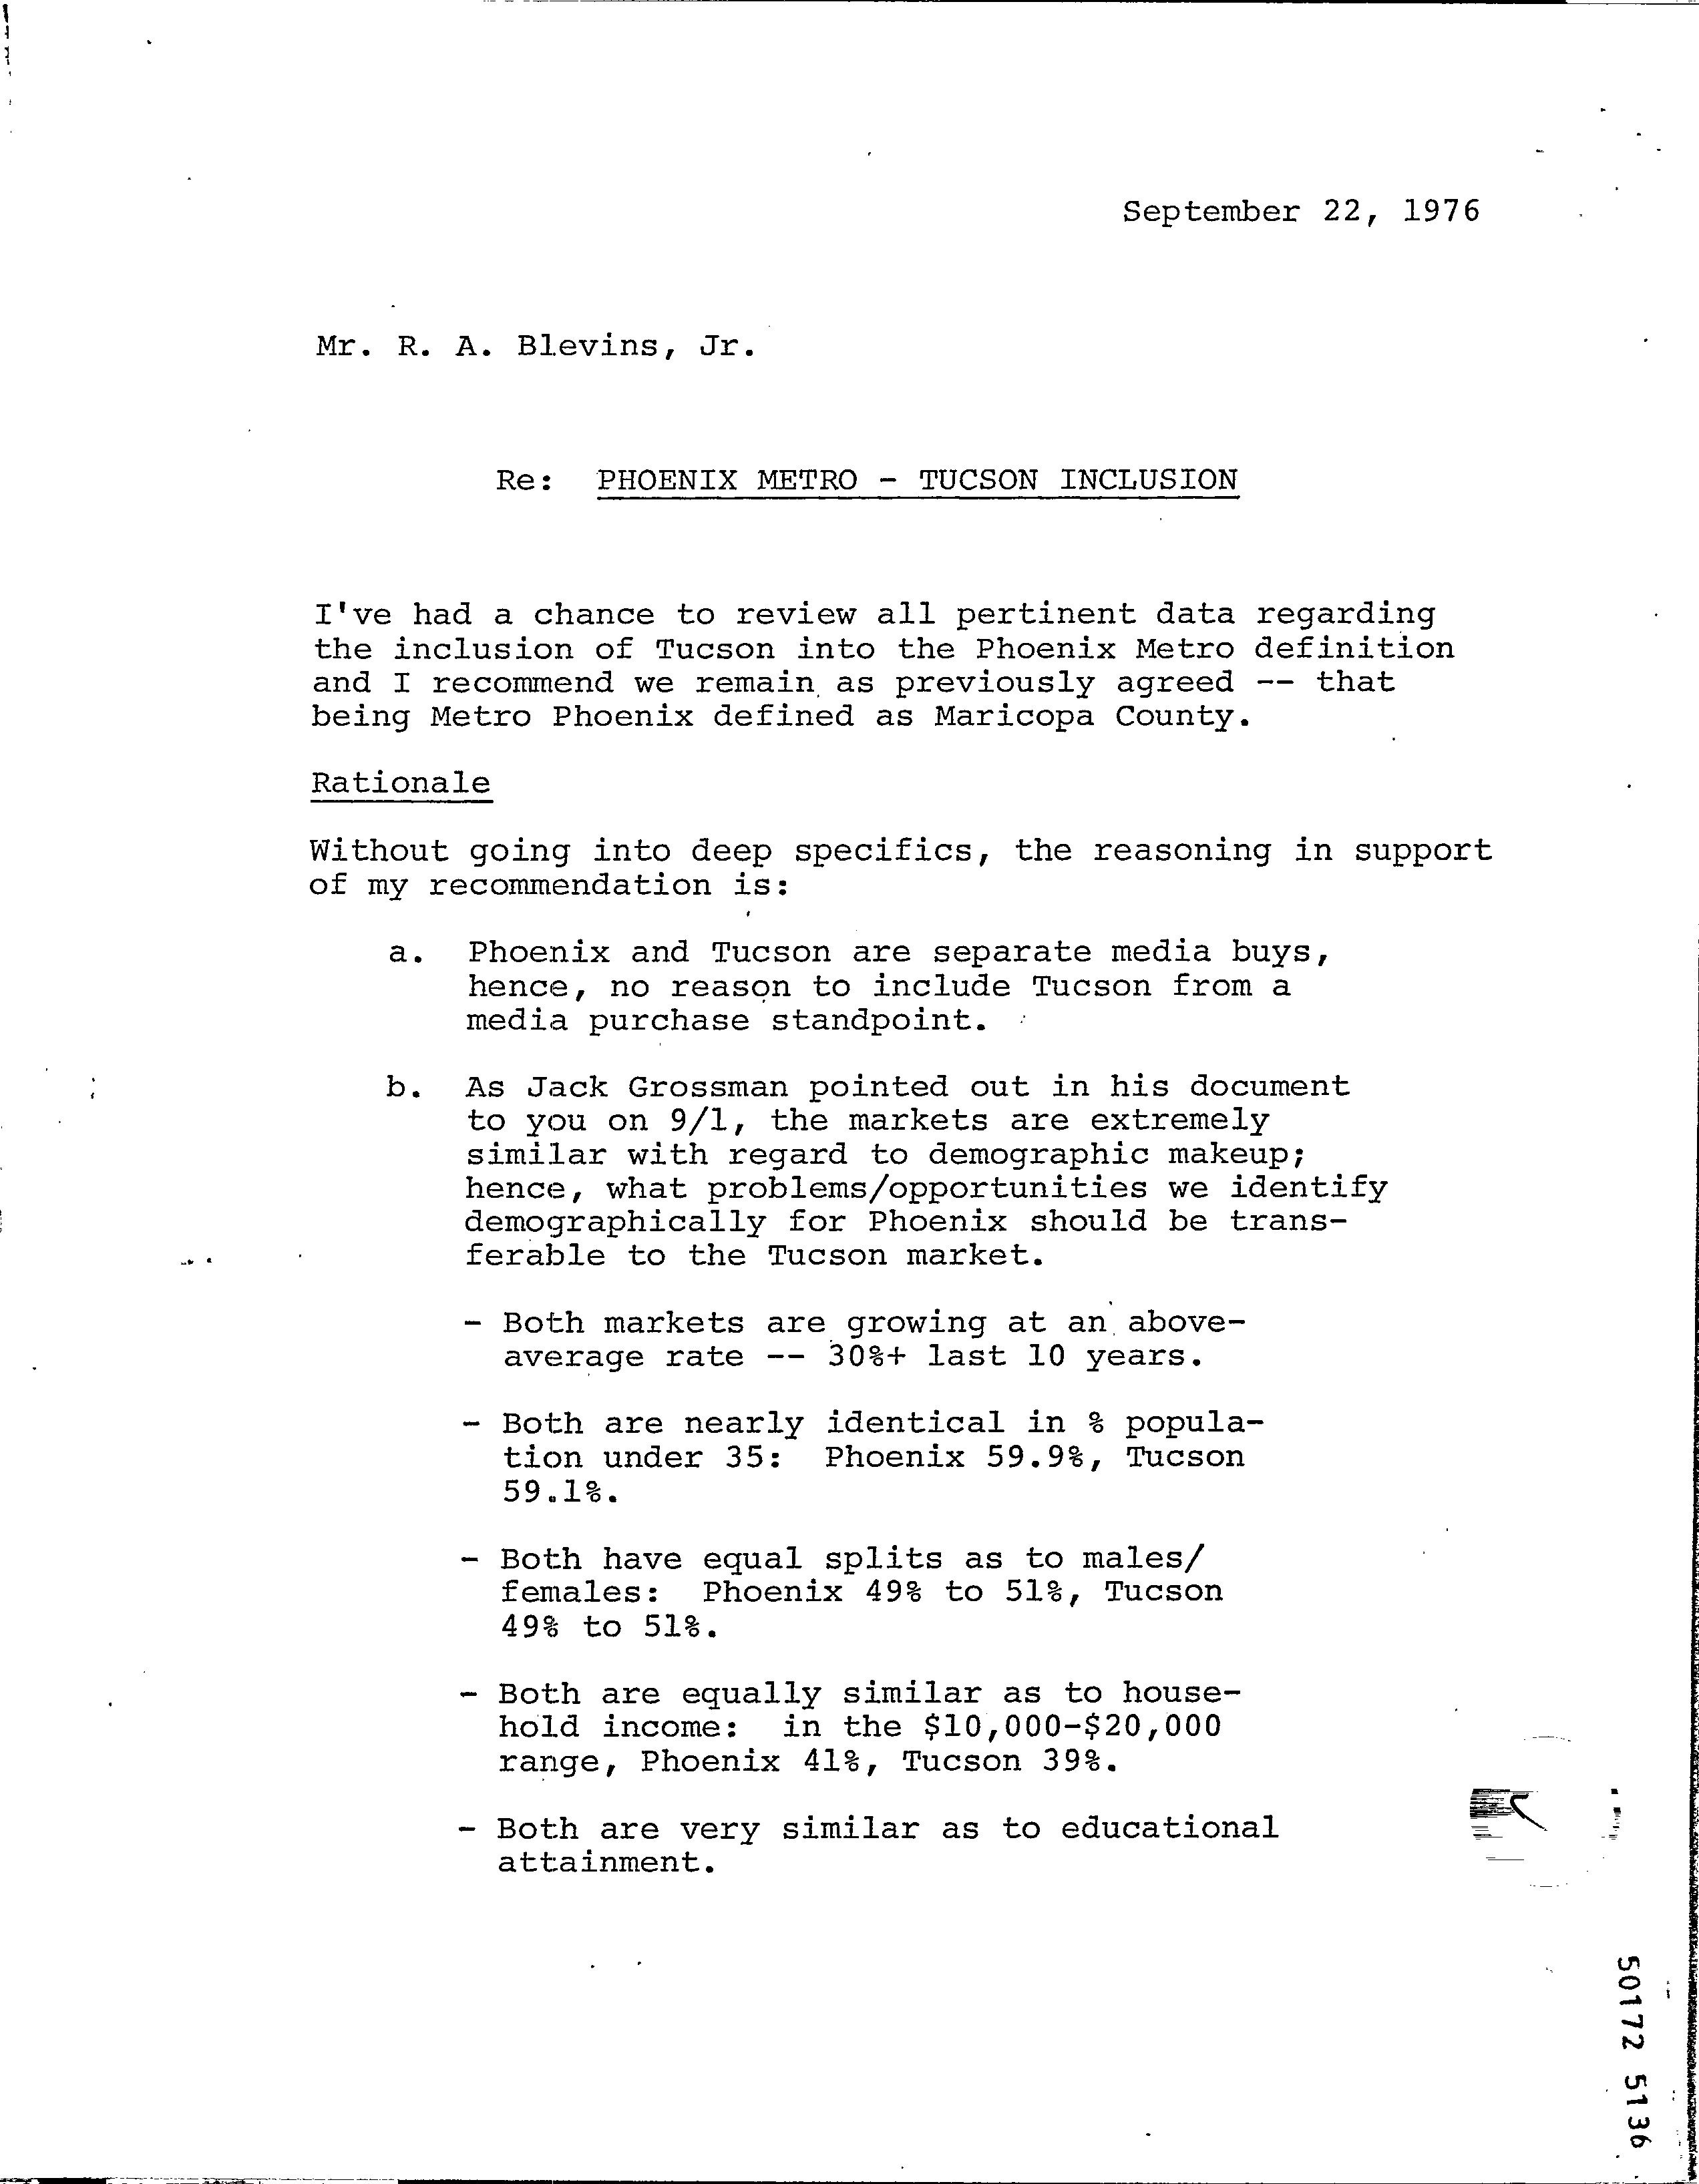 September 22, 1976
Mr. R. A. Blevins, Jr.
Re: PHOENIX METRO - TUCSON INCLUSION
I've had a chance to review all pertinent data regarding
the inclusion of Tucson into the Phoenix Metro definition
and I recommend we remain as previously agreed -- that
being Metro Phoenix defined as Maricopa County.
Rationale
Without going into deep specifics, the reasoning in support
of my recommendation is:
a. Phoenix and Tucson are separate media buys,
hence, no reason to include Tucson from a
media purchase standpoint.
b. As Jack Grossman pointed out in his document
to you on 9/1, the markets are extremely
similar with regard to demographic makeup;
hence, what problems/opportunities we identify
demographically for Phoenix should be trans-
ferable to the Tucson market.
- Both markets are growing at an above-
average rate -- 30%+ last 10 years.
- Both are nearly identical in % popula-
tion under 35: Phoenix 59.9%, Tucson
59.1%.
- Both have equal splits as to males/
females: Phoenix 49% to 51%, Tucson
49% to 51%.
- Both are equally similar as to house-
hold income: in the $10,000-$20,000
range, Phoenix 41%, Tucson 39%.
- Both are very similar as to educational
attainment.
50172 5136